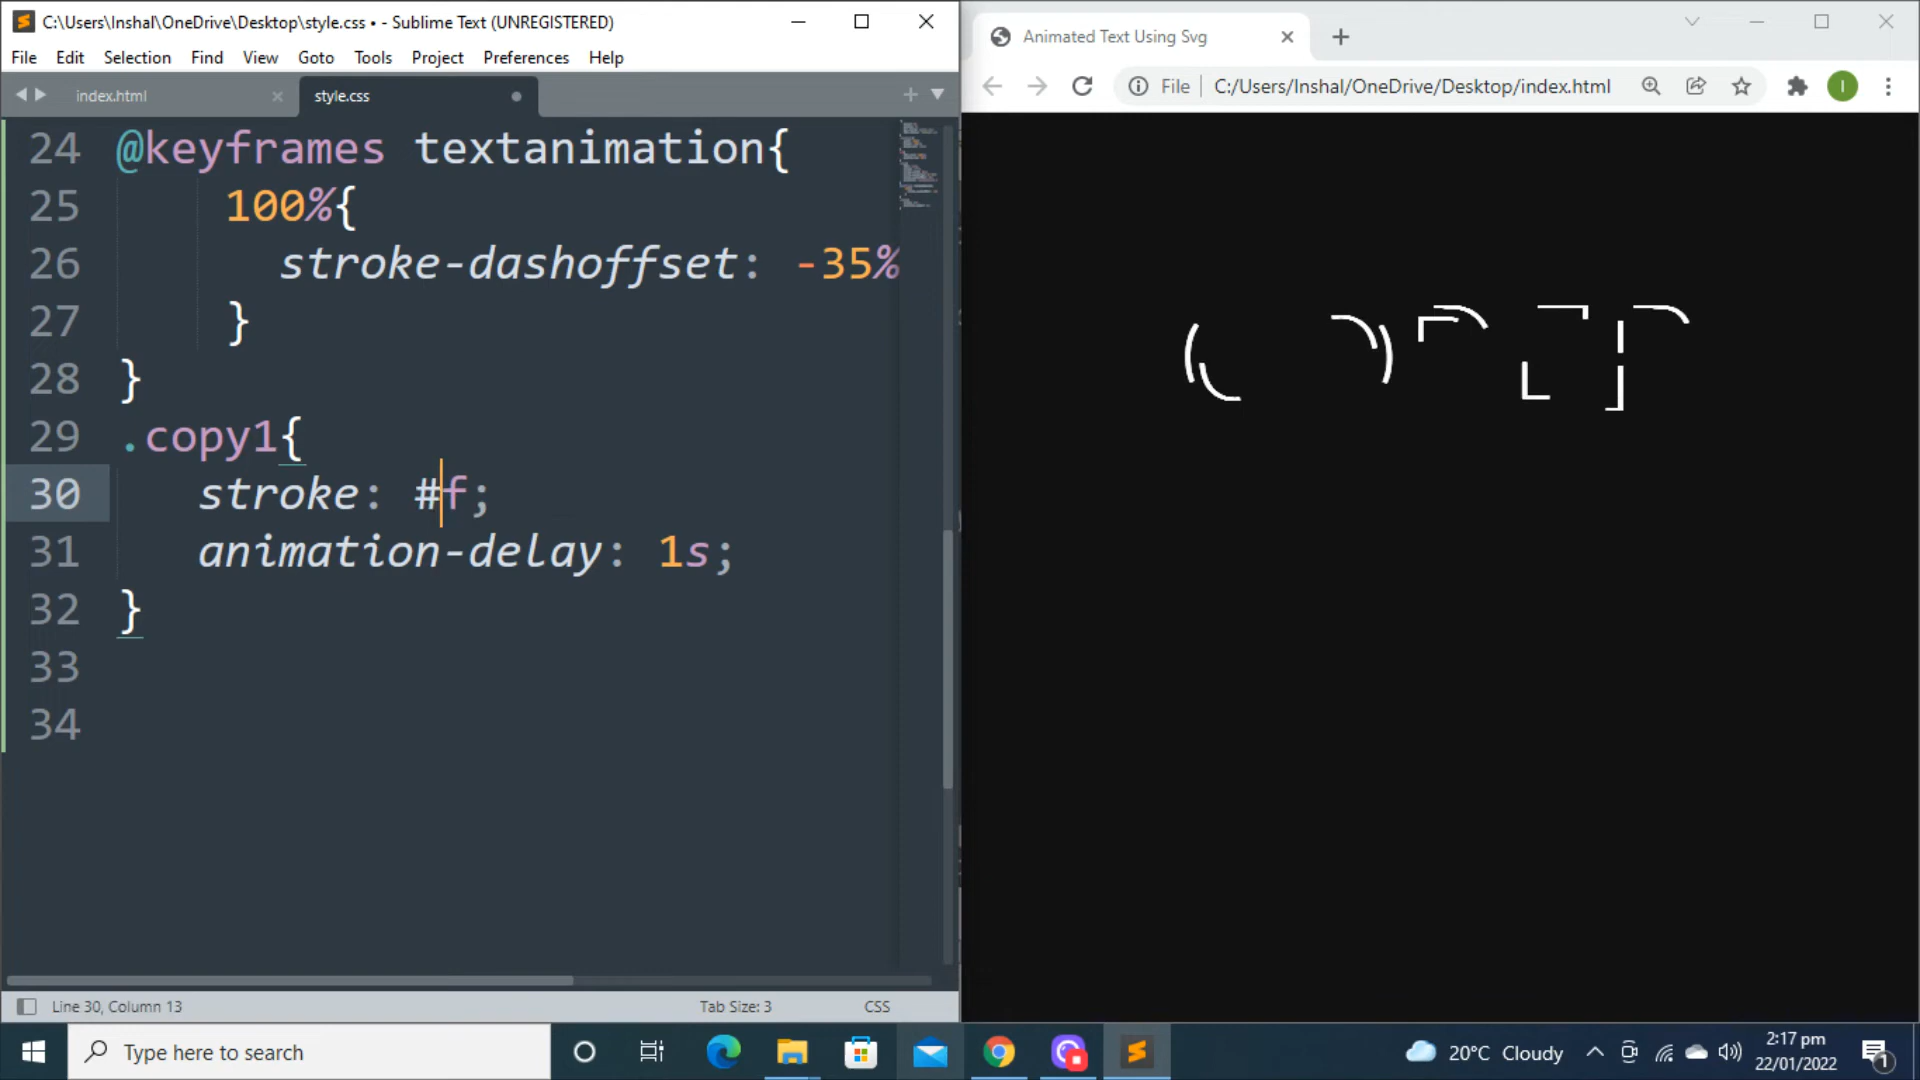 C:\Users\Inshal\OneDrive\Desktop\style.css • - Sublime Text (UNREGISTERED)
File Edit Selection Find View Goto Tools Project Preferences Help
index.html
style.css
24 @keyframes textanimation{
25 100%{
26 stroke-dashoffset: -35%
27 }
28 }
29 .copy1{
30 stroke: #f;
31 animation-delay: 1s;
32 }
33
34
Line 30, Column 13
Tab Size: 3
CSS
Animated Text Using Svg
File C:/Users/Inshal/OneDrive/Desktop/index.html
I
Type here to search
20°C Cloudy
2:17 pm
22/01/2022
1